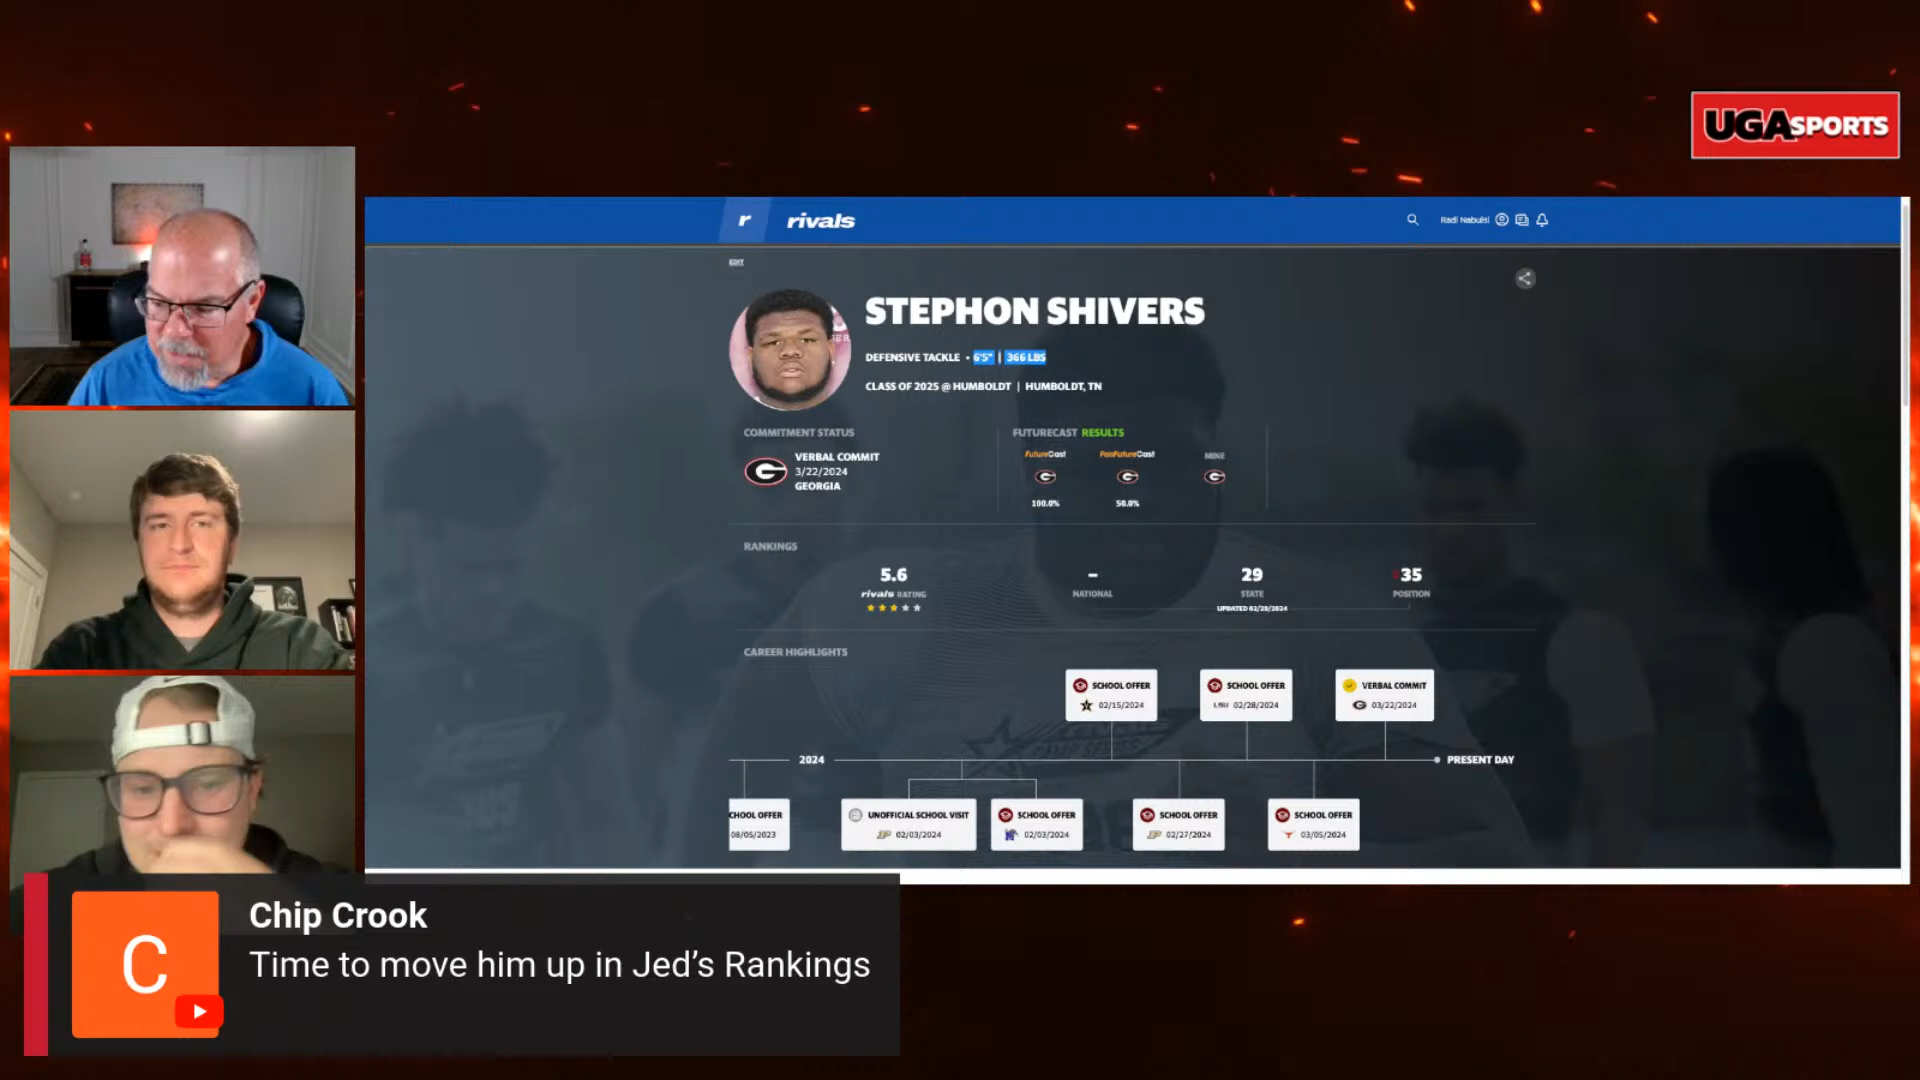 UGASPORTS
r rivals
Radi Nabulsi
EDIT
STEPHON SHIVERS
DEFENSIVE TACKLE • 6'5" | 366 LBS
CLASS OF 2025 @ HUMBOLDT | HUMBOLDT, TN
COMMITMENT STATUS
VERBAL COMMIT
3/22/2024
GEORGIA
FUTURECAST RESULTS
FutureCast FanFutureCast MINE
100.0% 50.0%
RANKINGS
5.6 – 29 35
rivals RATING NATIONAL STATE POSITION
UPDATED 02/20/2024
CAREER HIGHLIGHTS
SCHOOL OFFER SCHOOL OFFER VERBAL COMMIT
02/15/2024 LSU 02/28/2024 03/22/2024
2024 PRESENT DAY
CHOOL OFFER UNOFFICIAL SCHOOL VISIT SCHOOL OFFER SCHOOL OFFER SCHOOL OFFER
08/05/2023 02/03/2024 02/03/2024 02/27/2024 03/05/2024
C
Chip Crook
Time to move him up in Jed’s Rankings